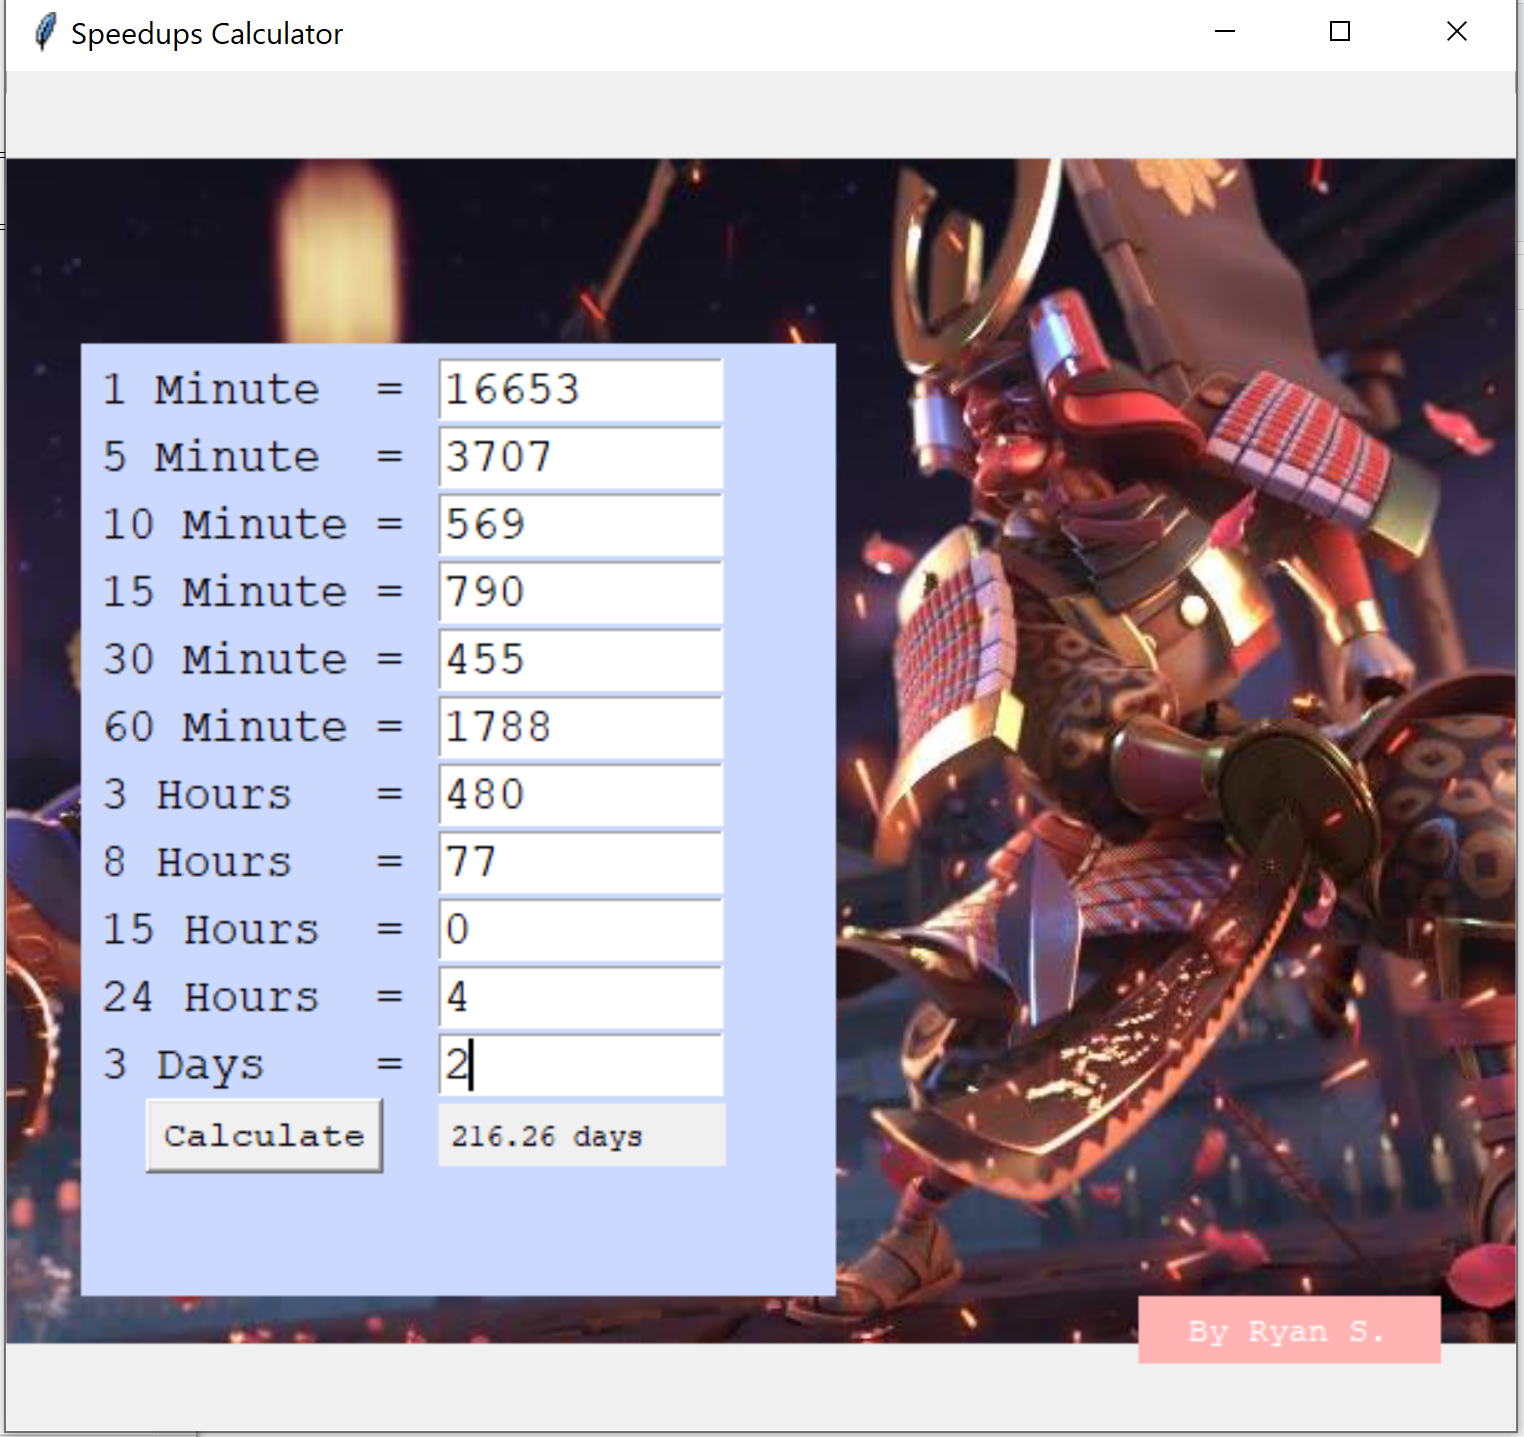 Speedups Calculator
1 Minute = 16653
5 Minute = 3707
10 Minute = 569
15 Minute = 790
30 Minute = 455
60 Minute = 1788
3 Hours = 480
8 Hours = 77
15 Hours = 0
24 Hours = 4
3 Days = 2
Calculate 216.26 days
By Ryan S.